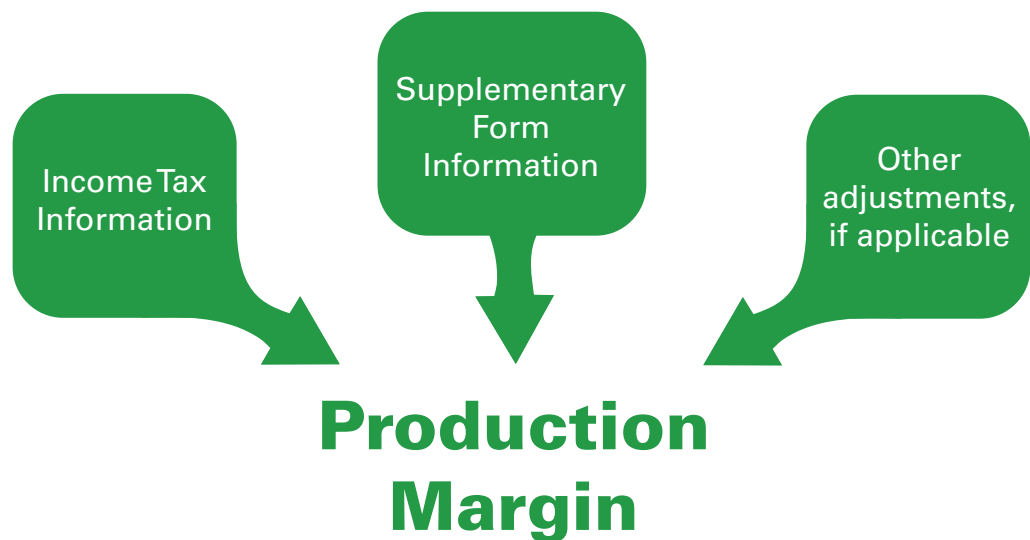 Income Tax
Information
Supplementary
Form
Information
Other
adjustments,
if applicable
Production
Margin